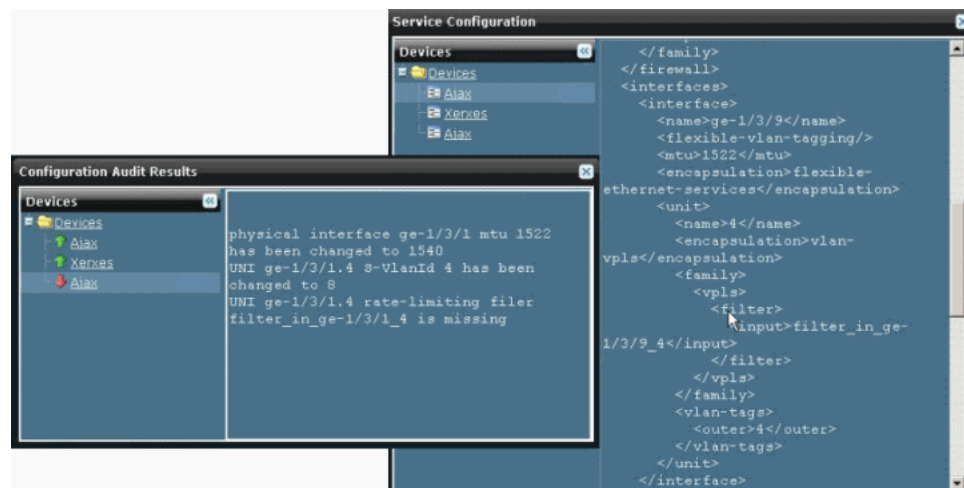 Service Configuration
Devices
Devices
Ajax
Xerxes
Ajax
</family>
</firewall>
<interfaces>
<interface>
<name>ge-1/3/9</name>
<flexible-vlan-tagging/>
<mtu>1522</mtu>
<encapsulation>flexible-
ethernet-services</encapsulation>
<unit>
<name>4</name>
<encapsulation>vlan-
vpls</encapsulation>
<family>
<vpls>
<filter>
<input>filter_in_ge-
1/3/9_4</input>
</filter>
</vpls>
</family>
<vlan-tags>
<outer>4</outer>
</vlan-tags>
</unit>
</interface>
Configuration Audit Results
Devices
Devices
Ajax
Xerxes
Ajax
physical interface ge-1/3/1 mtu 1522
has been changed to 1540
UNI ge-1/3/1.4 S-VlanId 4 has been
changed to 8
UNI ge-1/3/1.4 rate-limiting filer
filter_in_ge-1/3/1_4 is missing